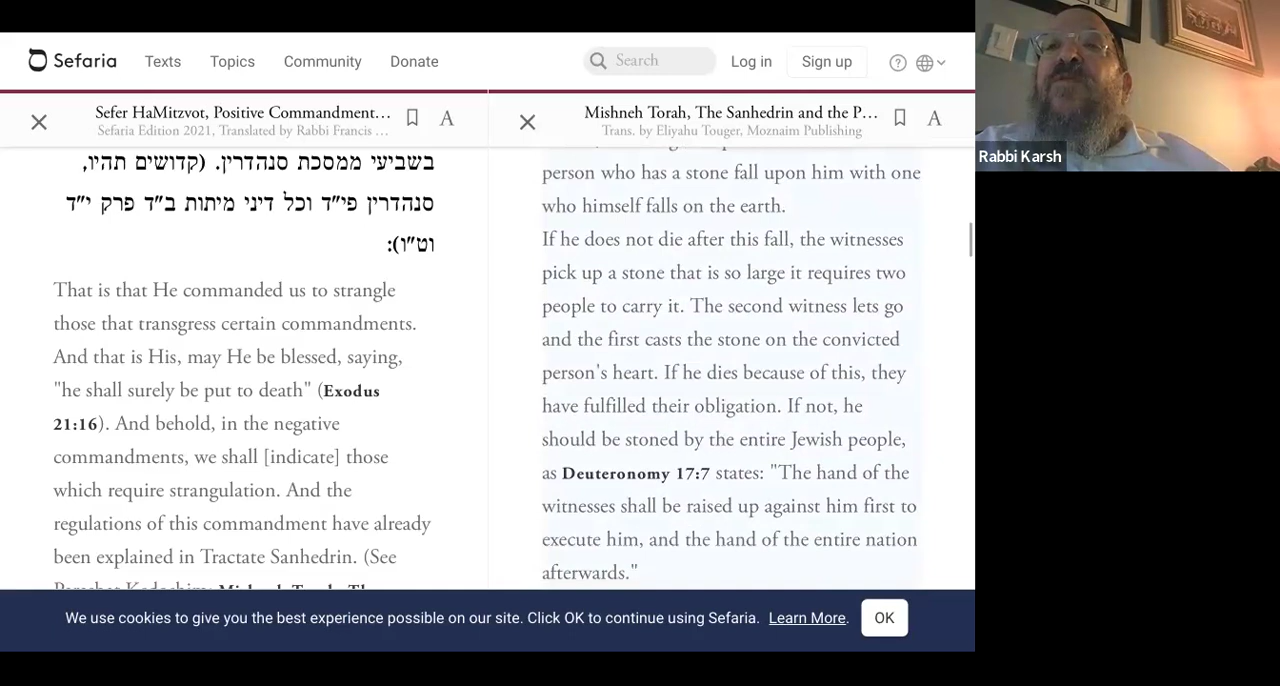 Sefaria
Texts
Topics
Community
Donate
Search
Log in
Sign up
Sefer HaMitzvot, Positive Commandment...
Sefaria Edition 2021, Translated by Rabbi Francis ...
A
בשביעי ממסכת סנהדרין. (קדושים תהיו,
סנהדרין פי״ד וכל דיני מיתות ב״ד פרק י״ד
וט״ו):
That is that He commanded us to strangle
those that transgress certain commandments.
And that is His, may He be blessed, saying,
"he shall surely be put to death" (Exodus
21:16). And behold, in the negative
commandments, we shall [indicate] those
which require strangulation. And the
regulations of this commandment have already
been explained in Tractate Sanhedrin. (See
Mishneh Torah, The Sanhedrin and the P...
Trans. by Eliyahu Touger, Moznaim Publishing
A
person who has a stone fall upon him with one
who himself falls on the earth.
If he does not die after this fall, the witnesses
pick up a stone that is so large it requires two
people to carry it. The second witness lets go
and the first casts the stone on the convicted
person's heart. If he dies because of this, they
have fulfilled their obligation. If not, he
should be stoned by the entire Jewish people,
as Deuteronomy 17:7 states: "The hand of the
witnesses shall be raised up against him first to
execute him, and the hand of the entire nation
afterwards."
We use cookies to give you the best experience possible on our site. Click OK to continue using Sefaria. Learn More.
OK
Rabbi Karsh